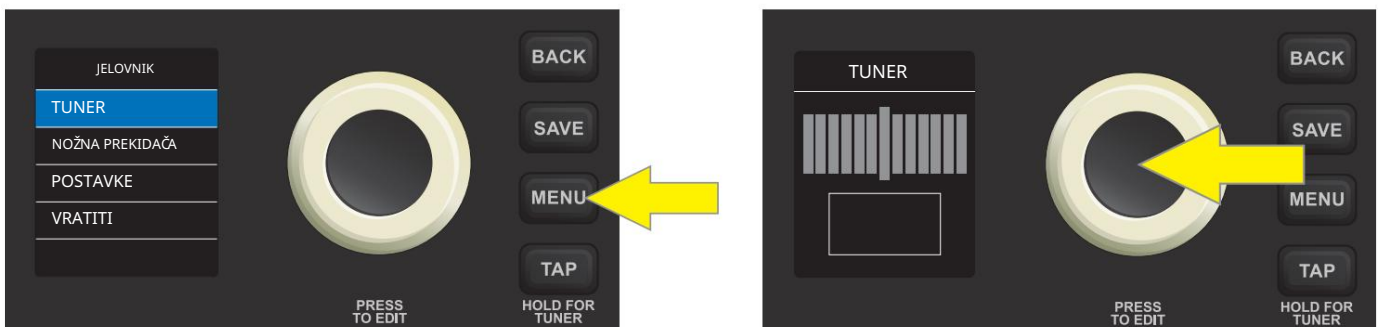 JELOVNIK
TUNER
NOŽNA PREKIDAČA
POSTAVKE
VRATITI
BACK
SAVE
MENU
TAP
PRESS
TO EDIT
HOLD FOR
TUNER
TUNER
BACK
SAVE
MENU
TAP
PRESS
TO EDIT
HOLD FOR
TUNER